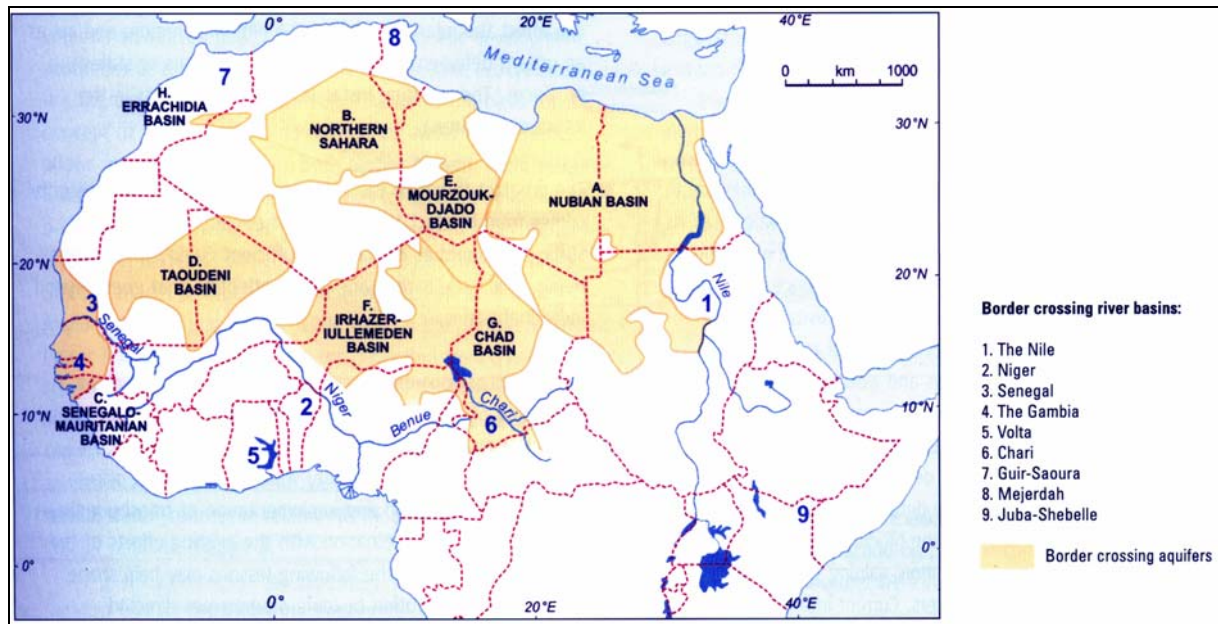 0°
20°E
40°E
8
Mediterranean Sea
0 km 1000
7
H.
ERRACHIDIA
BASIN
30°N
30°N
B.
NORTHERN
SAHARA
E.
MOURZOUK-
DJADO
BASIN
A.
NUBIAN BASIN
20°N
20°N
D.
TAOUDENI
BASIN
3
Senegal
F.
IRHAZER-
IULLEMEDEN
BASIN
G.
CHAD
BASIN
1
Nile
4
10°N
10°N
C.
SENEGALO-
MAURITANIAN
BASIN
2
Niger
Benue
Chari
6
5
9
0°
0°
0°
20°E
40°E
Border crossing river basins:
1. The Nile
2. Niger
3. Senegal
4. The Gambia
5. Volta
6. Chari
7. Guir-Saoura
8. Mejerdah
9. Juba-Shebelle
Border crossing aquifers